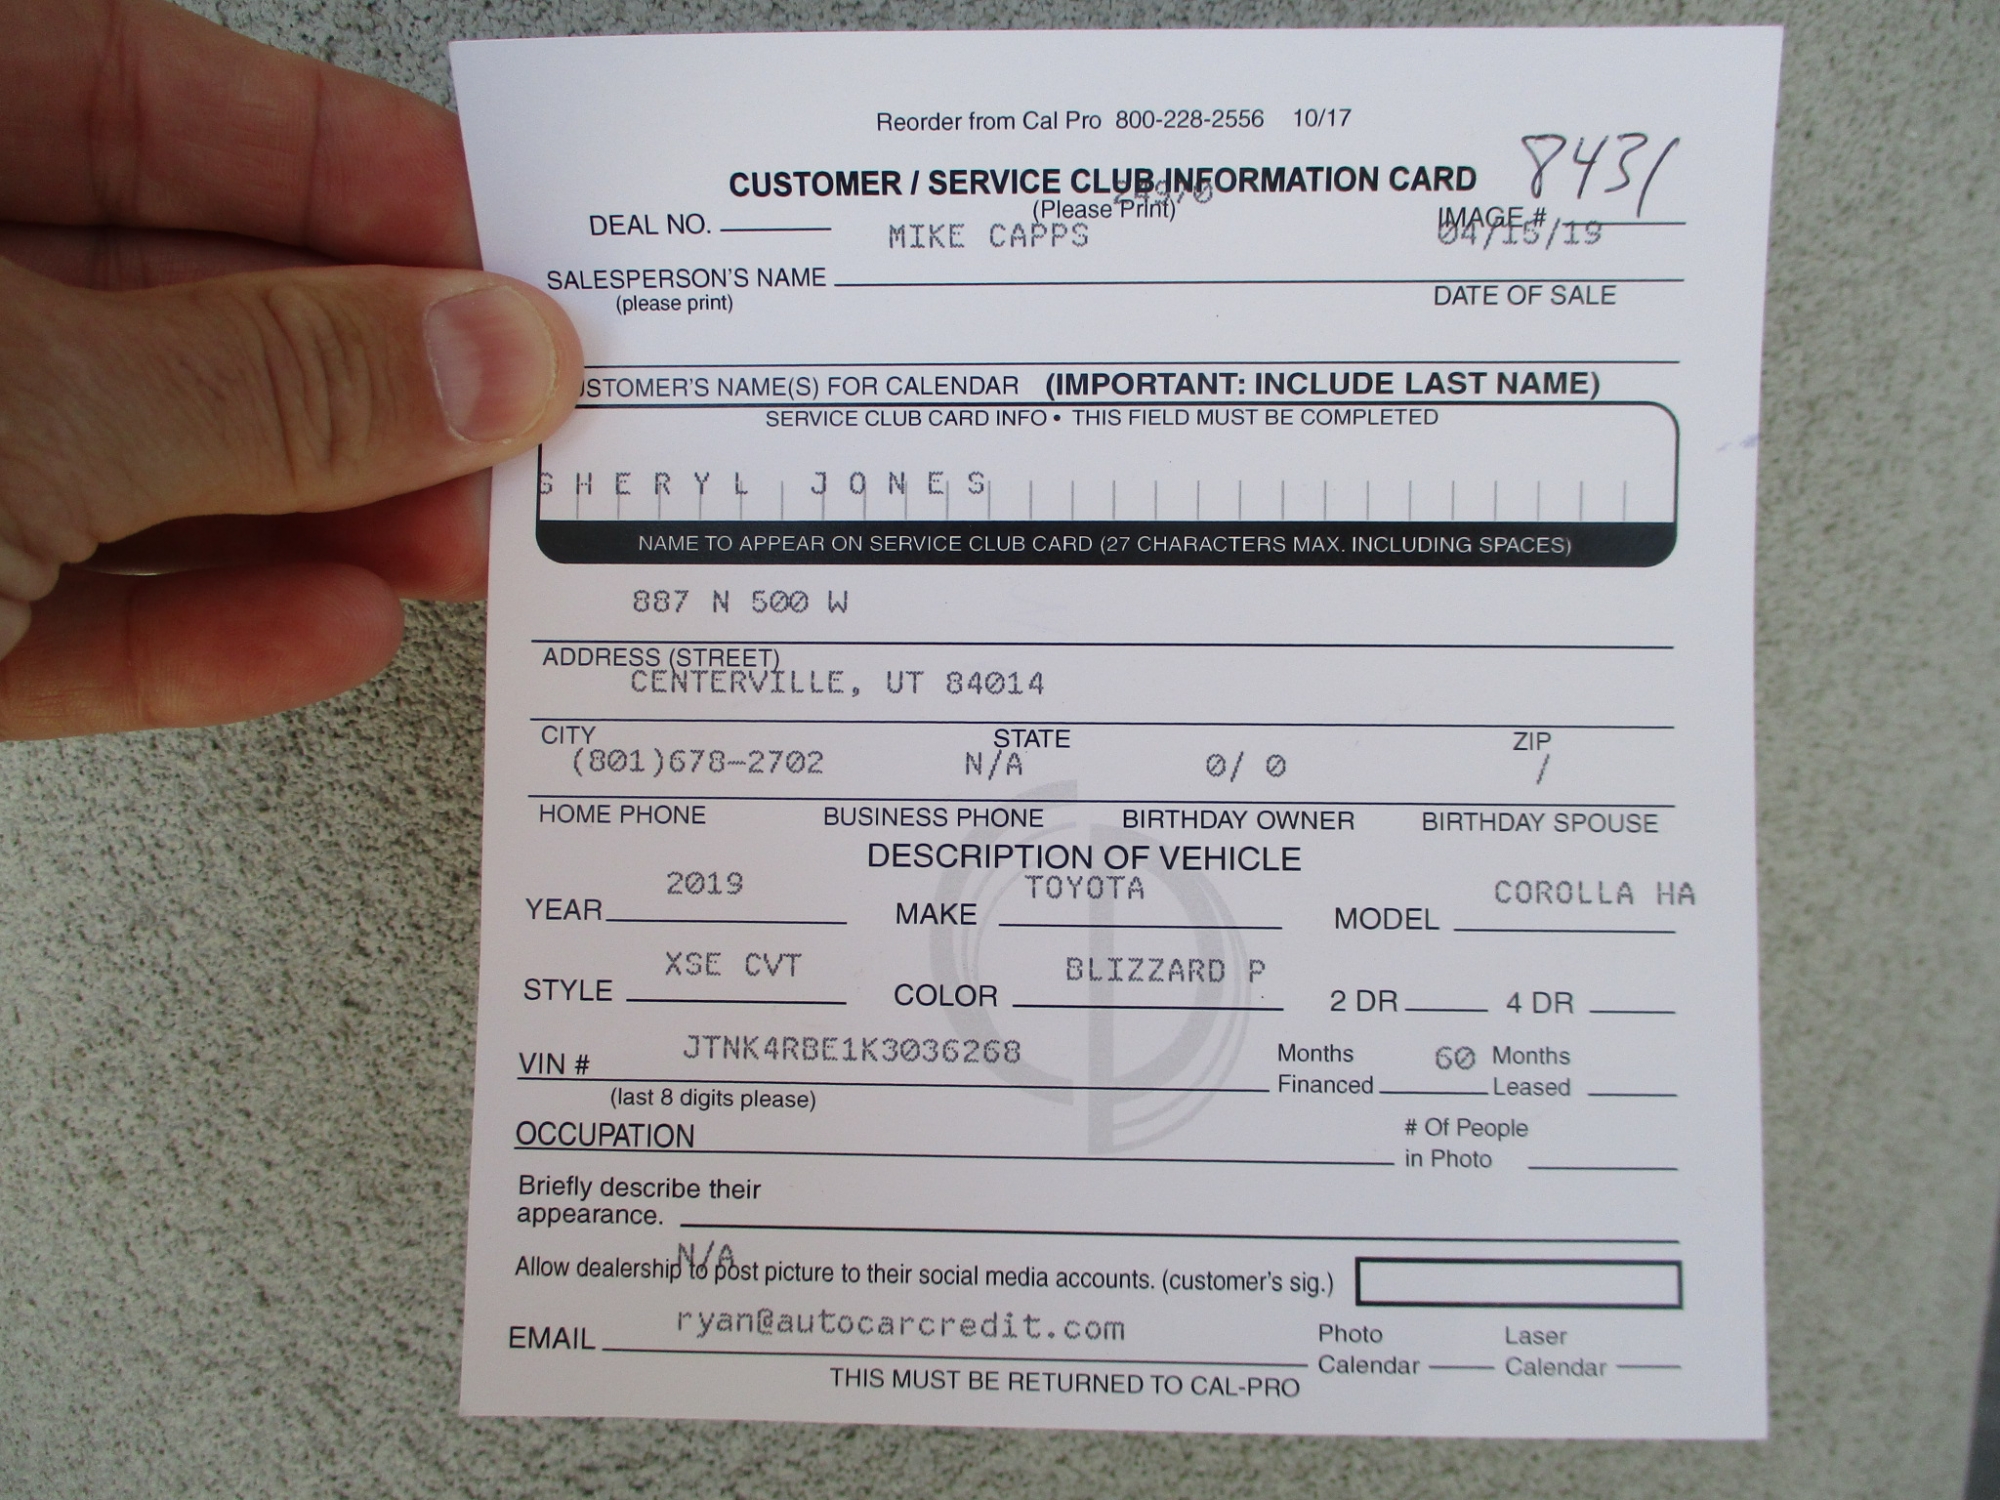 Reorder from Cal Pro 800-228-2556 10/17
8431
CUSTOMER / SERVICE CLUB INFORMATION CARD
(Please Print)
DEAL NO. IMAGE #
MIKE CAPPS 04/15/19
SALESPERSON'S NAME
(please print) DATE OF SALE
USTOMER'S NAME(S) FOR CALENDAR (IMPORTANT: INCLUDE LAST NAME)
SERVICE CLUB CARD INFO • THIS FIELD MUST BE COMPLETED
SHERYL JONES
NAME TO APPEAR ON SERVICE CLUB CARD (27 CHARACTERS MAX. INCLUDING SPACES)
887 N 500 W
ADDRESS (STREET)
CENTERVILLE, UT 84014
CITY STATE ZIP
(801)678-2702 N/A 0/ 0 /
HOME PHONE BUSINESS PHONE BIRTHDAY OWNER BIRTHDAY SPOUSE
DESCRIPTION OF VEHICLE
2019 TOYOTA COROLLA HA
YEAR MAKE MODEL
XSE CVT BLIZZARD P
STYLE COLOR 2 DR 4 DR
JTNK4RBE1K3036268 60
VIN # Months Financed Months Leased
(last 8 digits please)
OCCUPATION # Of People in Photo
Briefly describe their
appearance.
N/A
Allow dealership to post picture to their social media accounts. (customer's sig.)
ryan@autocarcredit.com
EMAIL Photo Calendar Laser Calendar
THIS MUST BE RETURNED TO CAL-PRO